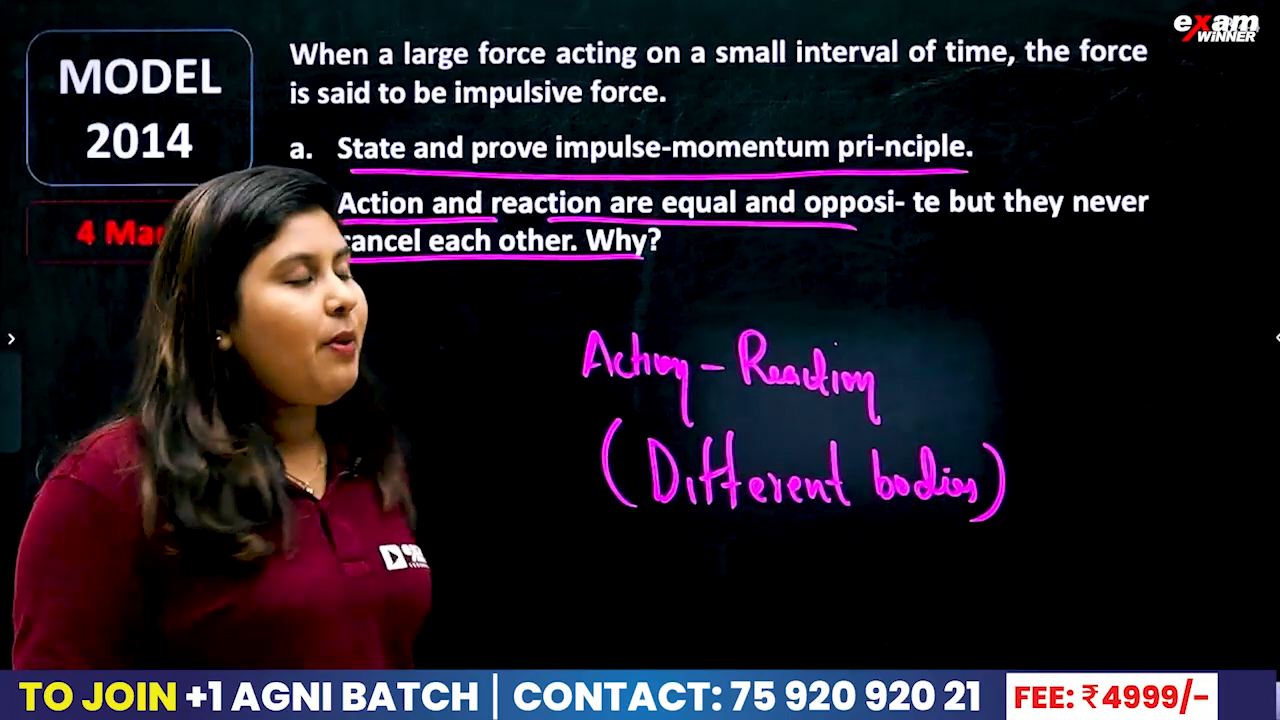 exam
WiNNER
MODEL
2014
When a large force acting on a small interval of time, the force
is said to be impulsive force.
a. State and prove impulse-momentum pri-nciple.
Action and reaction are equal and opposi- te but they never
cancel each other. Why?
4
Action - Reaction
(Different bodies)
TO JOIN +1 AGNI BATCH | CONTACT: 75 920 920 21 FEE: ₹4999/-